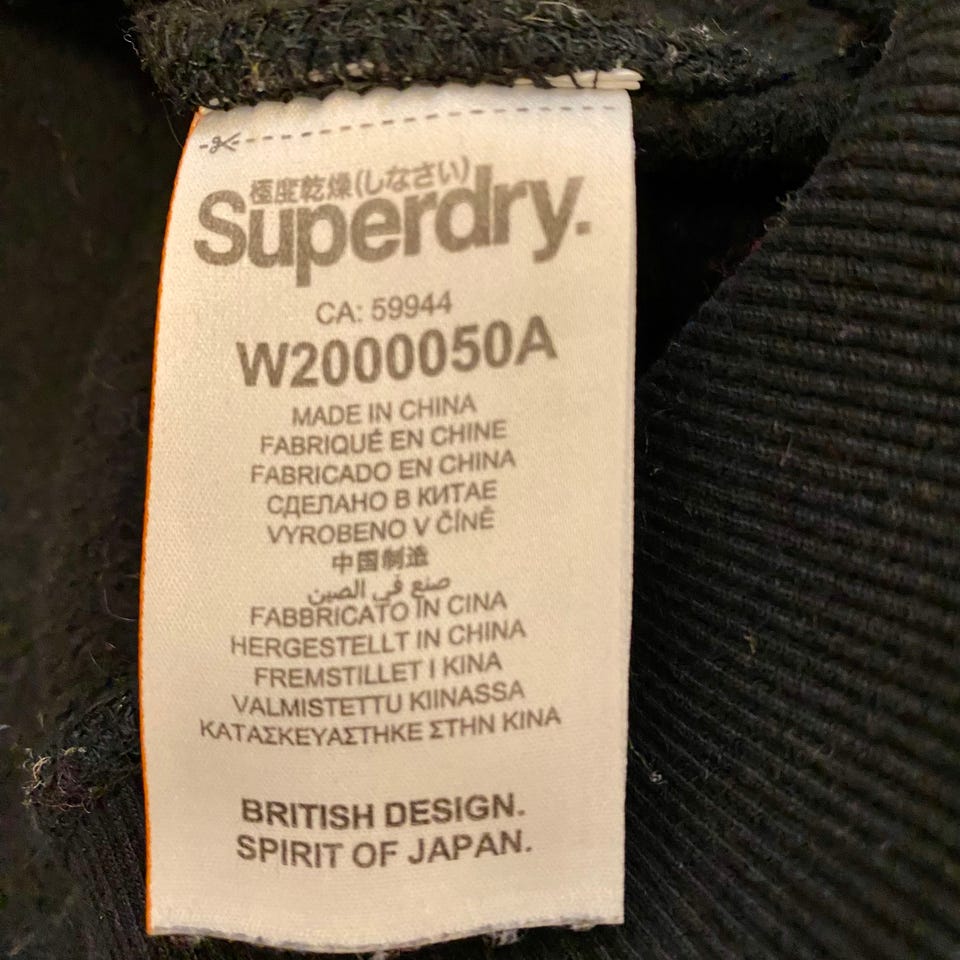 極度乾燥(しなさい)
Superdry.
CA: 59944
W2000050A
MADE IN CHINA
FABRIQUÉ EN CHINE
FABRICADO EN CHINA
СДЕЛАНО В КИТАЕ
VYROBENO V ČÍNĚ
中国制造
صنع في الصين
FABBRICATO IN CINA
HERGESTELLT IN CHINA
FREMSTILLET I KINA
VALMISTETTU KIINASSA
ΚΑΤΑΣΚΕΥΑΣΤΗΚΕ ΣΤΗΝ ΚΙΝΑ
BRITISH DESIGN.
SPIRIT OF JAPAN.